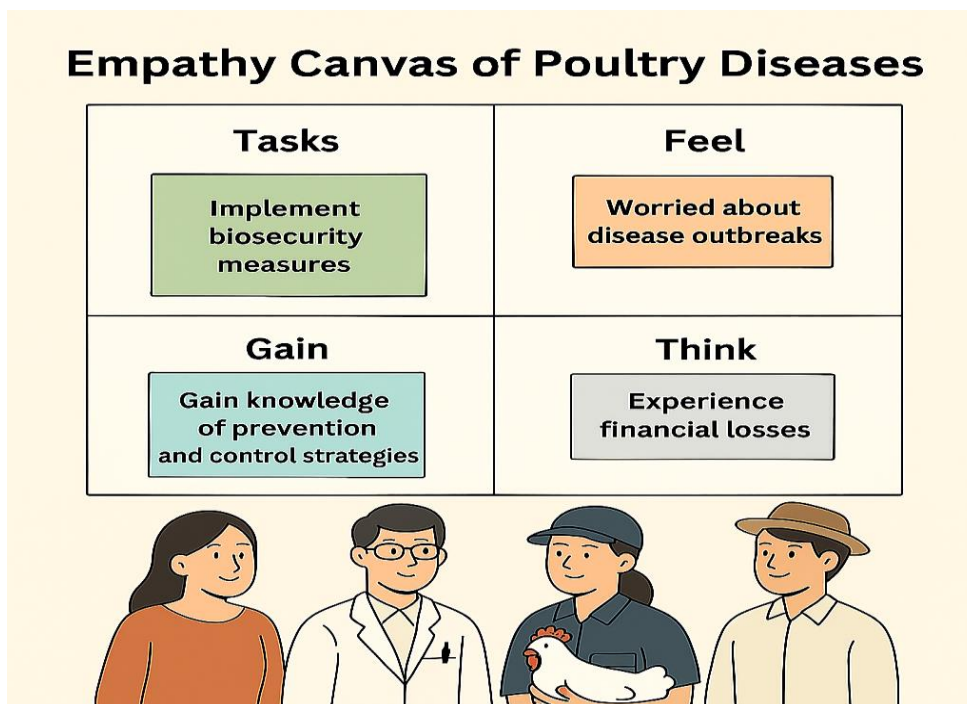 Empathy Canvas of Poultry Diseases
Tasks
Implement
biosecurity
measures
Feel
Worried about
disease outbreaks
Gain
Gain knowledge
of prevention
and control strategies
Think
Experience
financial losses